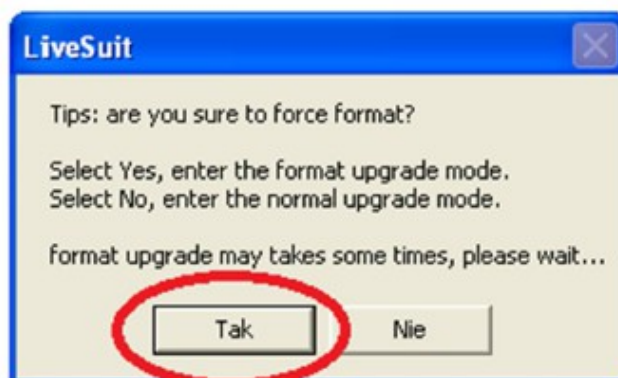 LiveSuit
Tips: are you sure to force format?
Select Yes, enter the format upgrade mode.
Select No, enter the normal upgrade mode.
format upgrade may takes some times, please wait...
Tak Nie